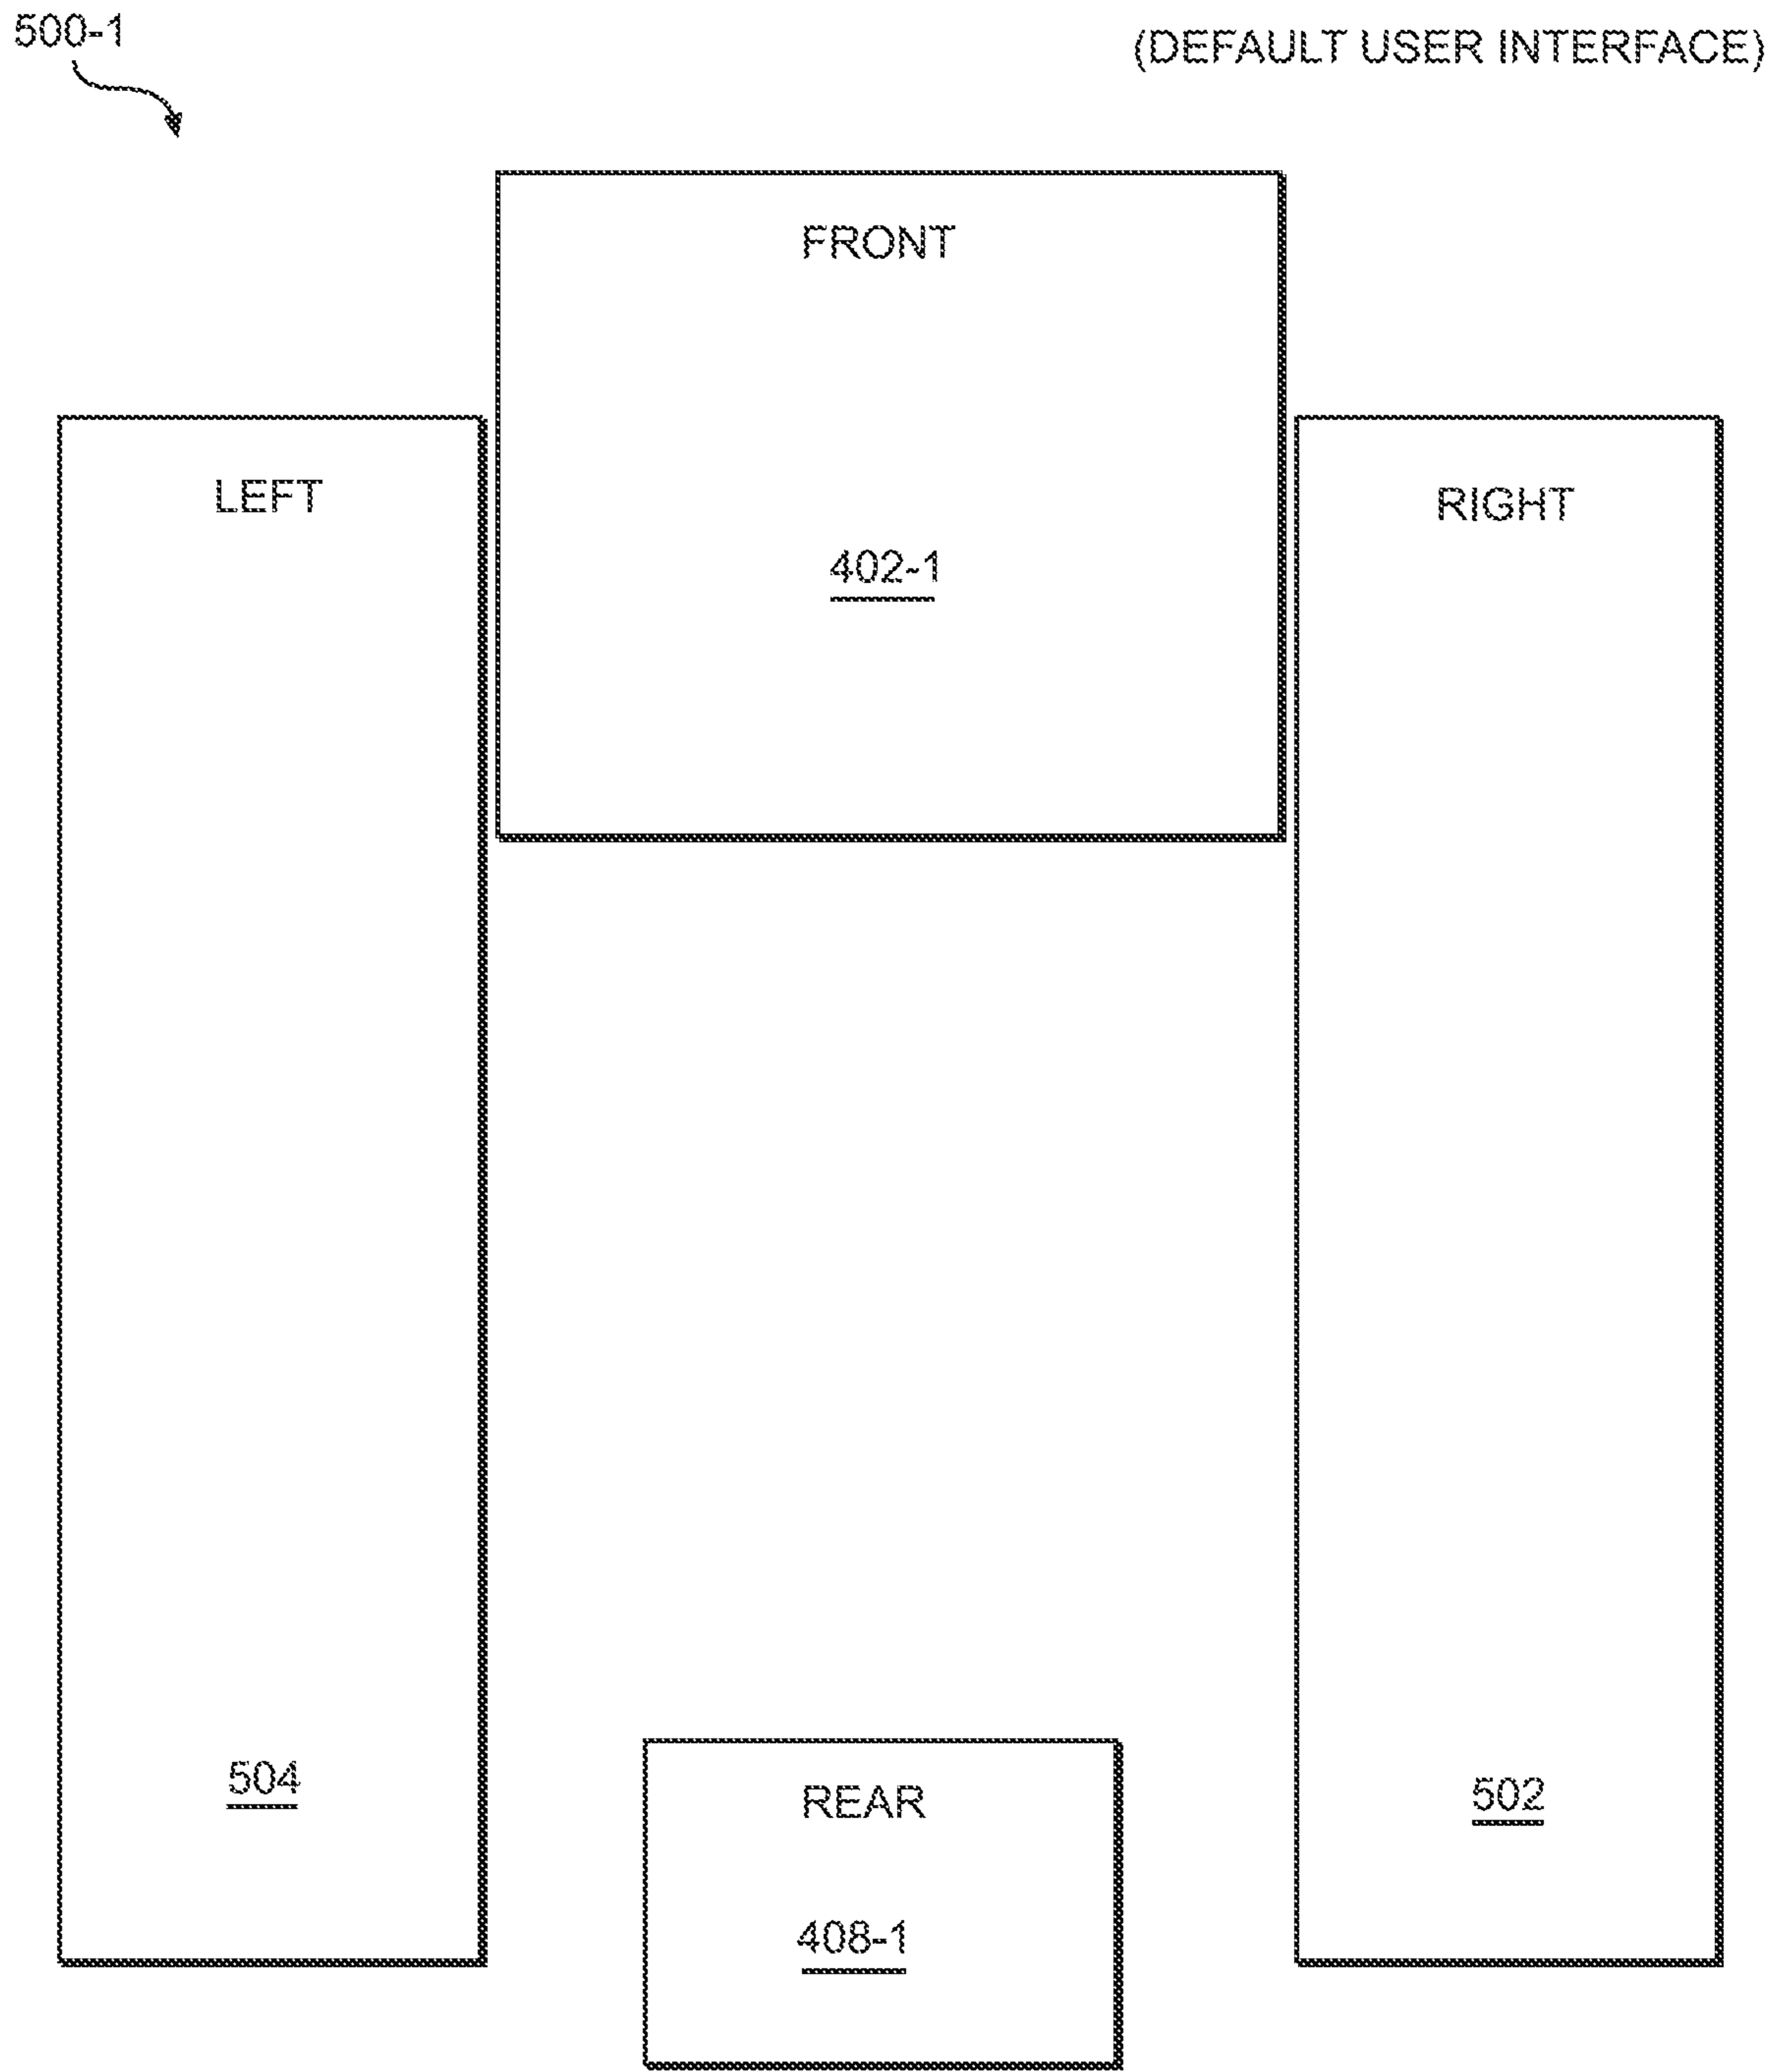 500-1
(DEFAULT USER INTERFACE)
FRONT
402-1
LEFT
RIGHT
504
502
REAR
408-1